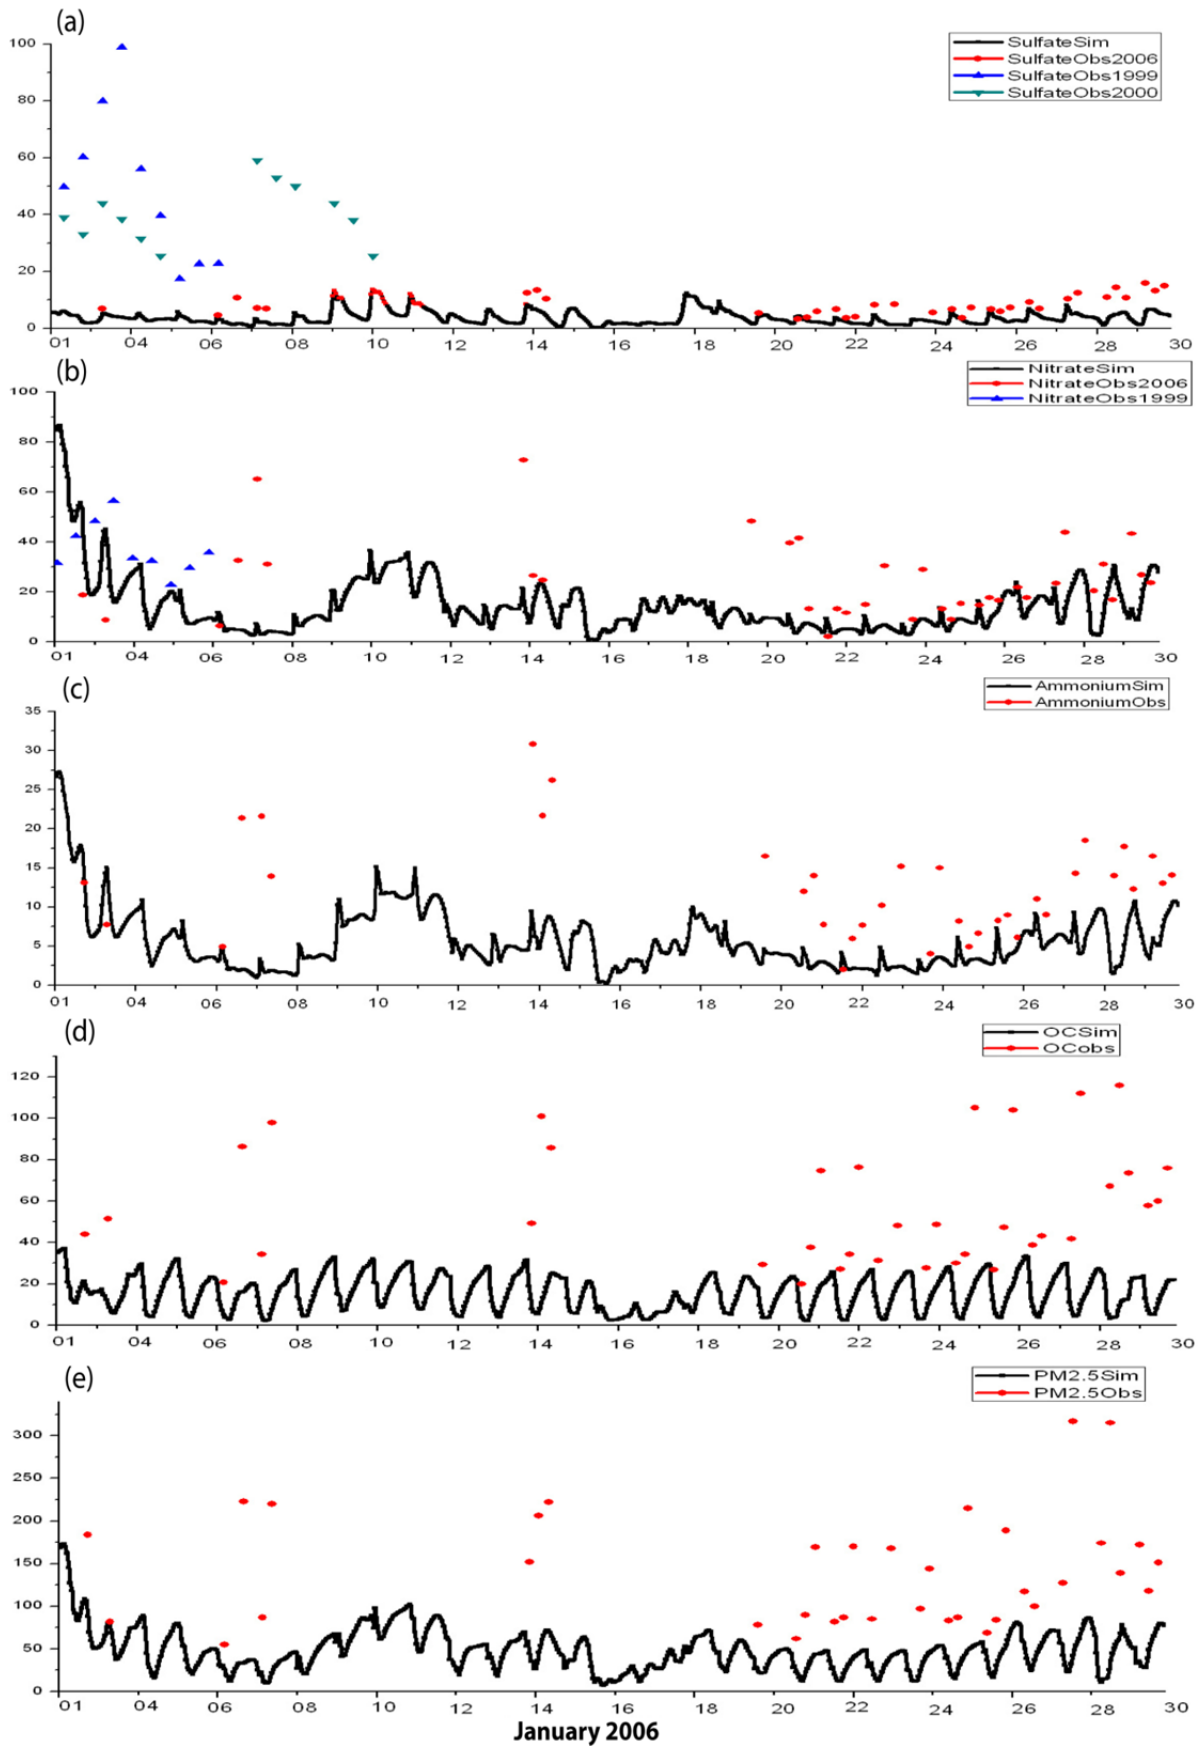 (a)
SulfateSim
SulfateObs2006
SulfateObs1999
SulfateObs2000
100
80
60
40
20
0
01 04 06 08 10 12 14 16 18 20 22 24 26 28 30
(b)
NitrateSim
NitrateObs2006
NitrateObs1999
100
80
60
40
20
0
01 04 06 08 10 12 14 16 18 20 22 24 26 28 30
(c)
AmmoniumSim
AmmoniumObs
35
30
25
20
15
10
5
0
01 04 06 08 10 12 14 16 18 20 22 24 26 28 30
(d)
OCSim
OCobs
120
100
80
60
40
20
0
01 04 06 08 10 12 14 16 18 20 22 24 26 28 30
(e)
PM2.5Sim
PM2.5Obs
300
250
200
150
100
50
0
01 04 06 08 10 12 14 16 18 20 22 24 26 28 30
January 2006